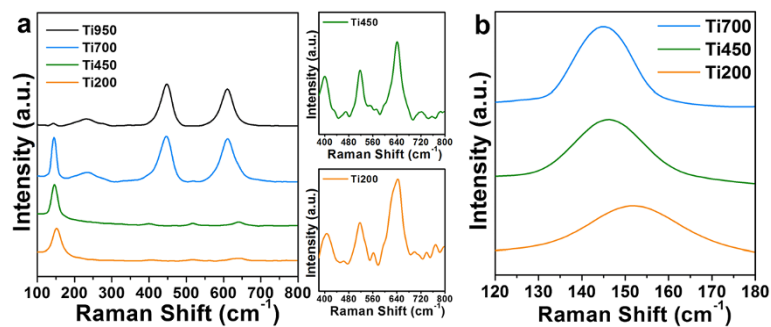 a
Ti950
Ti700
Ti450
Ti200
Intensity (a.u.)
100 200 300 400 500 600 700 800
Raman Shift (cm-1)
Ti450
Intensity (a.u.)
400 480 560 640 720 800
Raman Shift (cm-1)
Ti200
Intensity (a.u.)
400 480 560 640 720 800
Raman Shift (cm-1)
b
Ti700
Ti450
Ti200
Intensity (a.u.)
120 130 140 150 160 170 180
Raman Shift (cm-1)